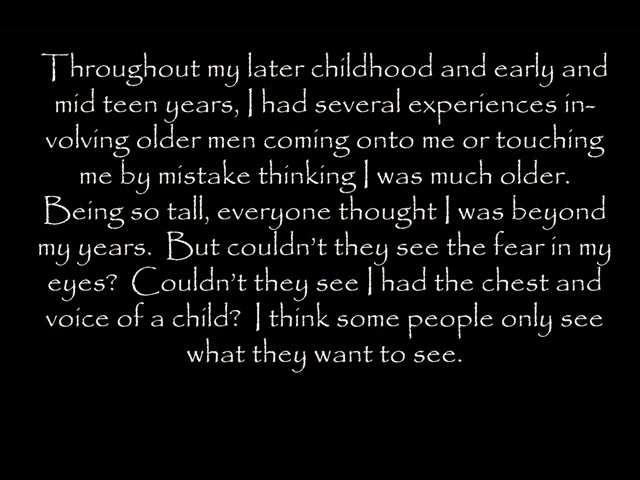 Throughout my later childhood and early and
mid teen years, I had several experiences in-
volving older men coming onto me or touching
me by mistake thinking I was much older.
Being so tall, everyone thought I was beyond
my years.  But couldn't they see the fear in my
eyes?  Couldn't they see I had the chest and
voice of a child?  I think some people only see
what they want to see.